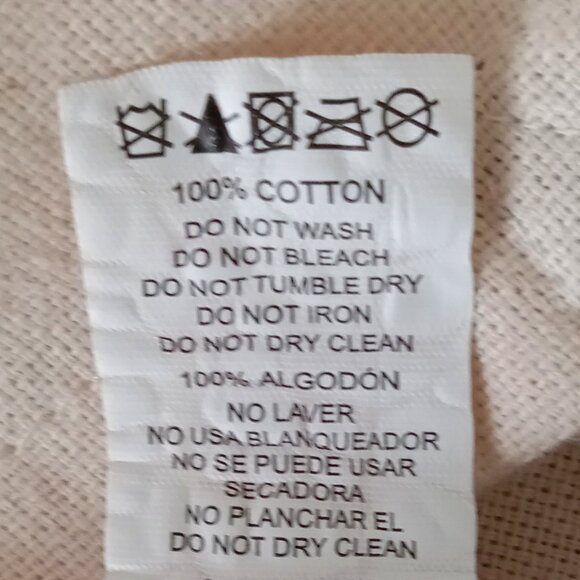 100% COTTON
DO NOT WASH
DO NOT BLEACH
DO NOT TUMBLE DRY
DO NOT IRON
DO NOT DRY CLEAN
100% ALGODÓN
NO LAVER
NO USA BLANQUEADOR
NO SE PUEDE USAR
SECADORA
NO PLANCHAR EL
DO NOT DRY CLEAN